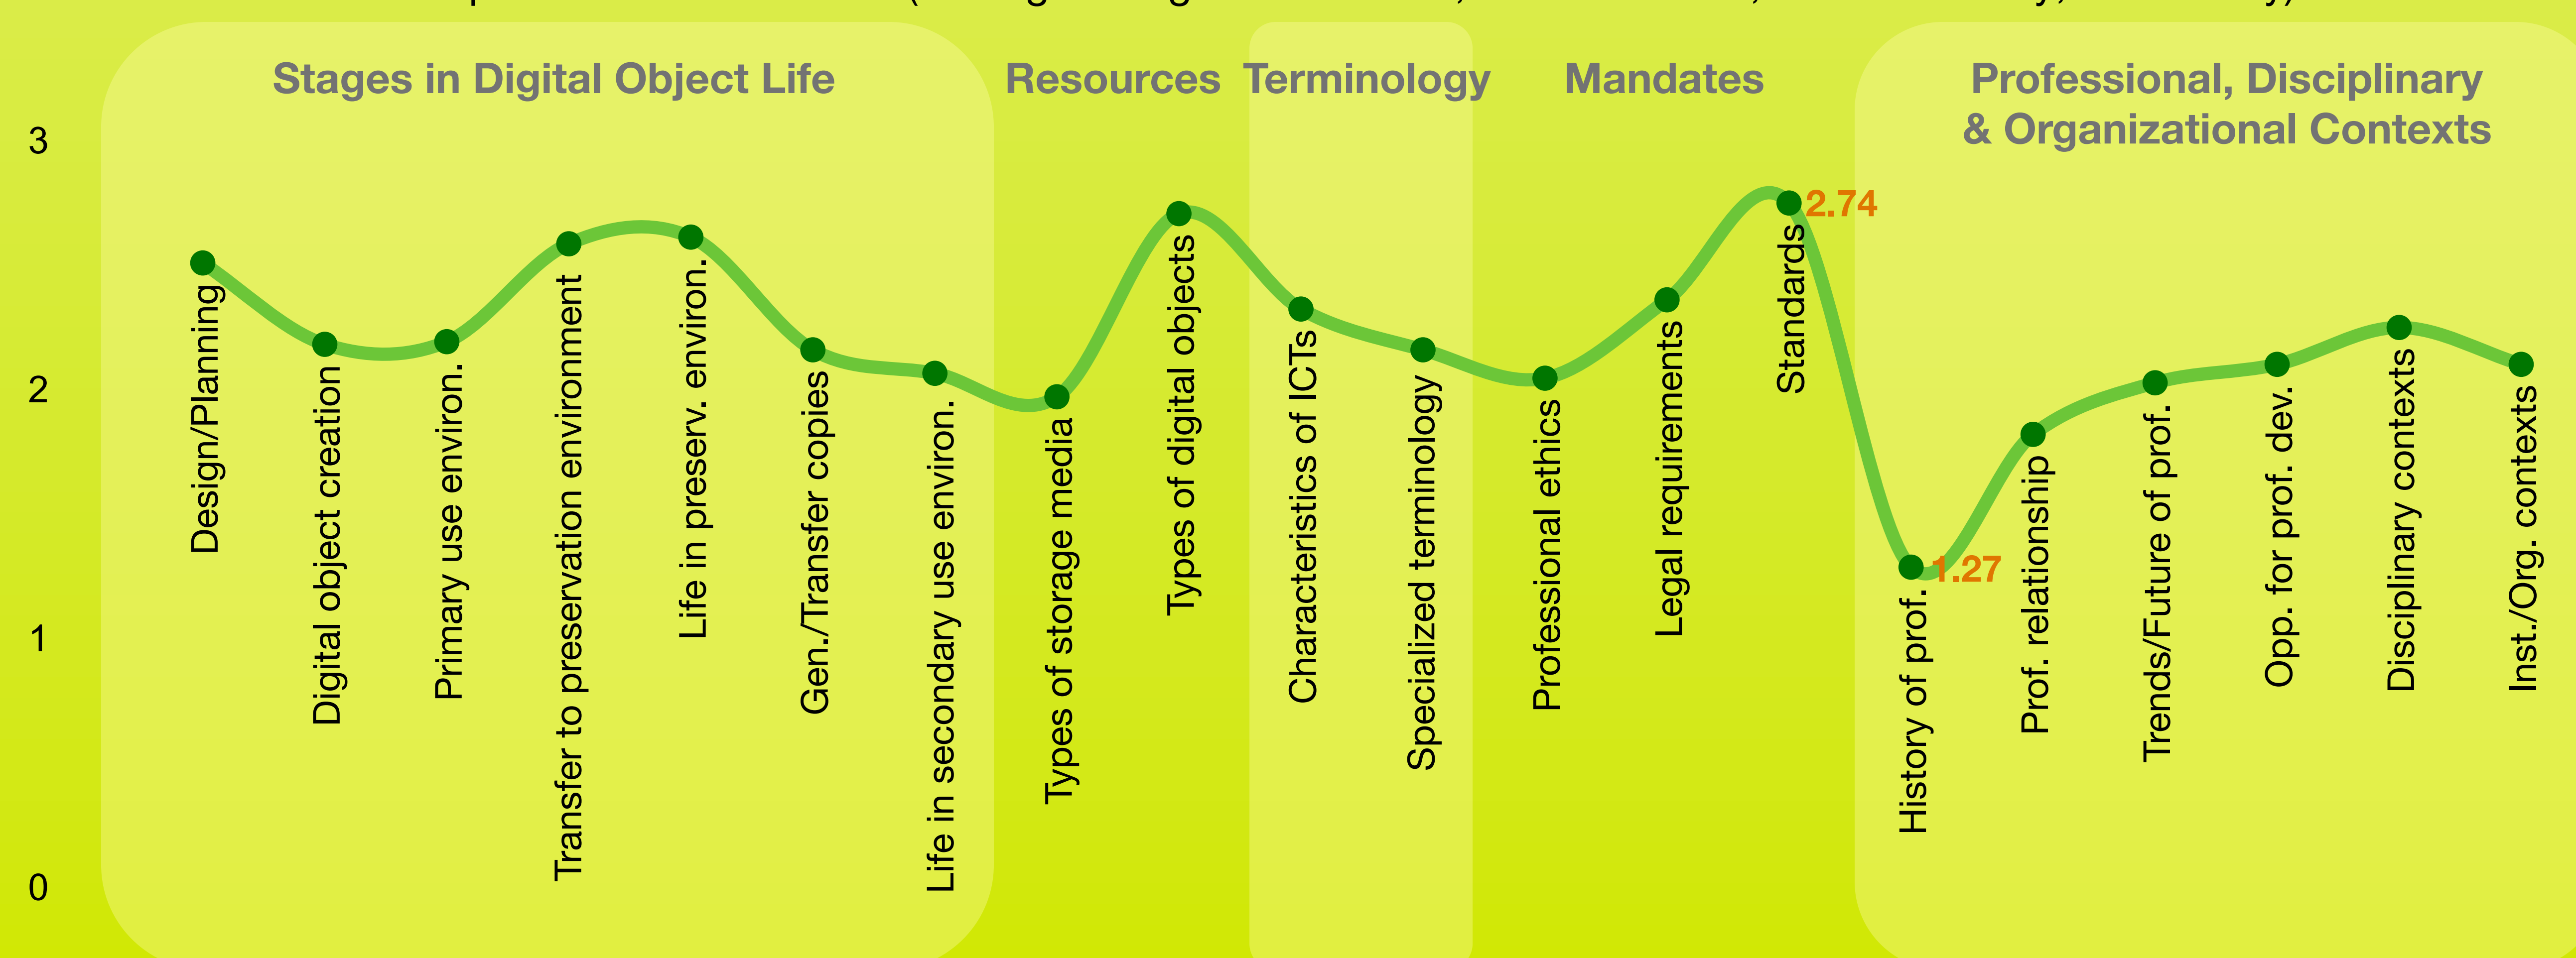 Stages in Digital Object Life
Resources
Terminology
Mandates
Professional, Disciplinary
& Organizational Contexts
3
2
1
0
Design/Planning
Digital object creation
Primary use environ.
Transfer to preservation environment
Life in preserv. environ.
Gen./Transfer copies
Life in secondary use environ.
Types of storage media
Types of digital objects
Characteristics of ICTs
Specialized terminology
Professional ethics
Legal requirements
Standards
2.74
History of prof.
1.27
Prof. relationship
Trends/Future of prof.
Opp. for prof. dev.
Disciplinary contexts
Inst./Org. contexts